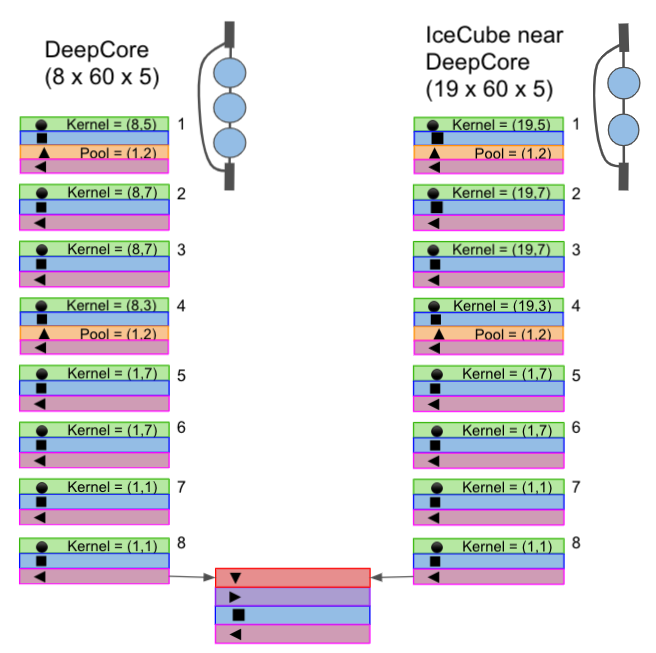 DeepCore
(8 x 60 x 5)
Kernel = (8,5) 1
Pool = (1,2)
Kernel = (8,7) 2
Kernel = (8,7) 3
Kernel = (8,3) 4
Pool = (1,2)
Kernel = (1,7) 5
Kernel = (1,7) 6
Kernel = (1,1) 7
Kernel = (1,1) 8
IceCube near
DeepCore
(19 x 60 x 5)
Kernel = (19,5) 1
Pool = (1,2)
Kernel = (19,7) 2
Kernel = (19,7) 3
Kernel = (19,3) 4
Pool = (1,2)
Kernel = (1,7) 5
Kernel = (1,7) 6
Kernel = (1,1) 7
Kernel = (1,1) 8